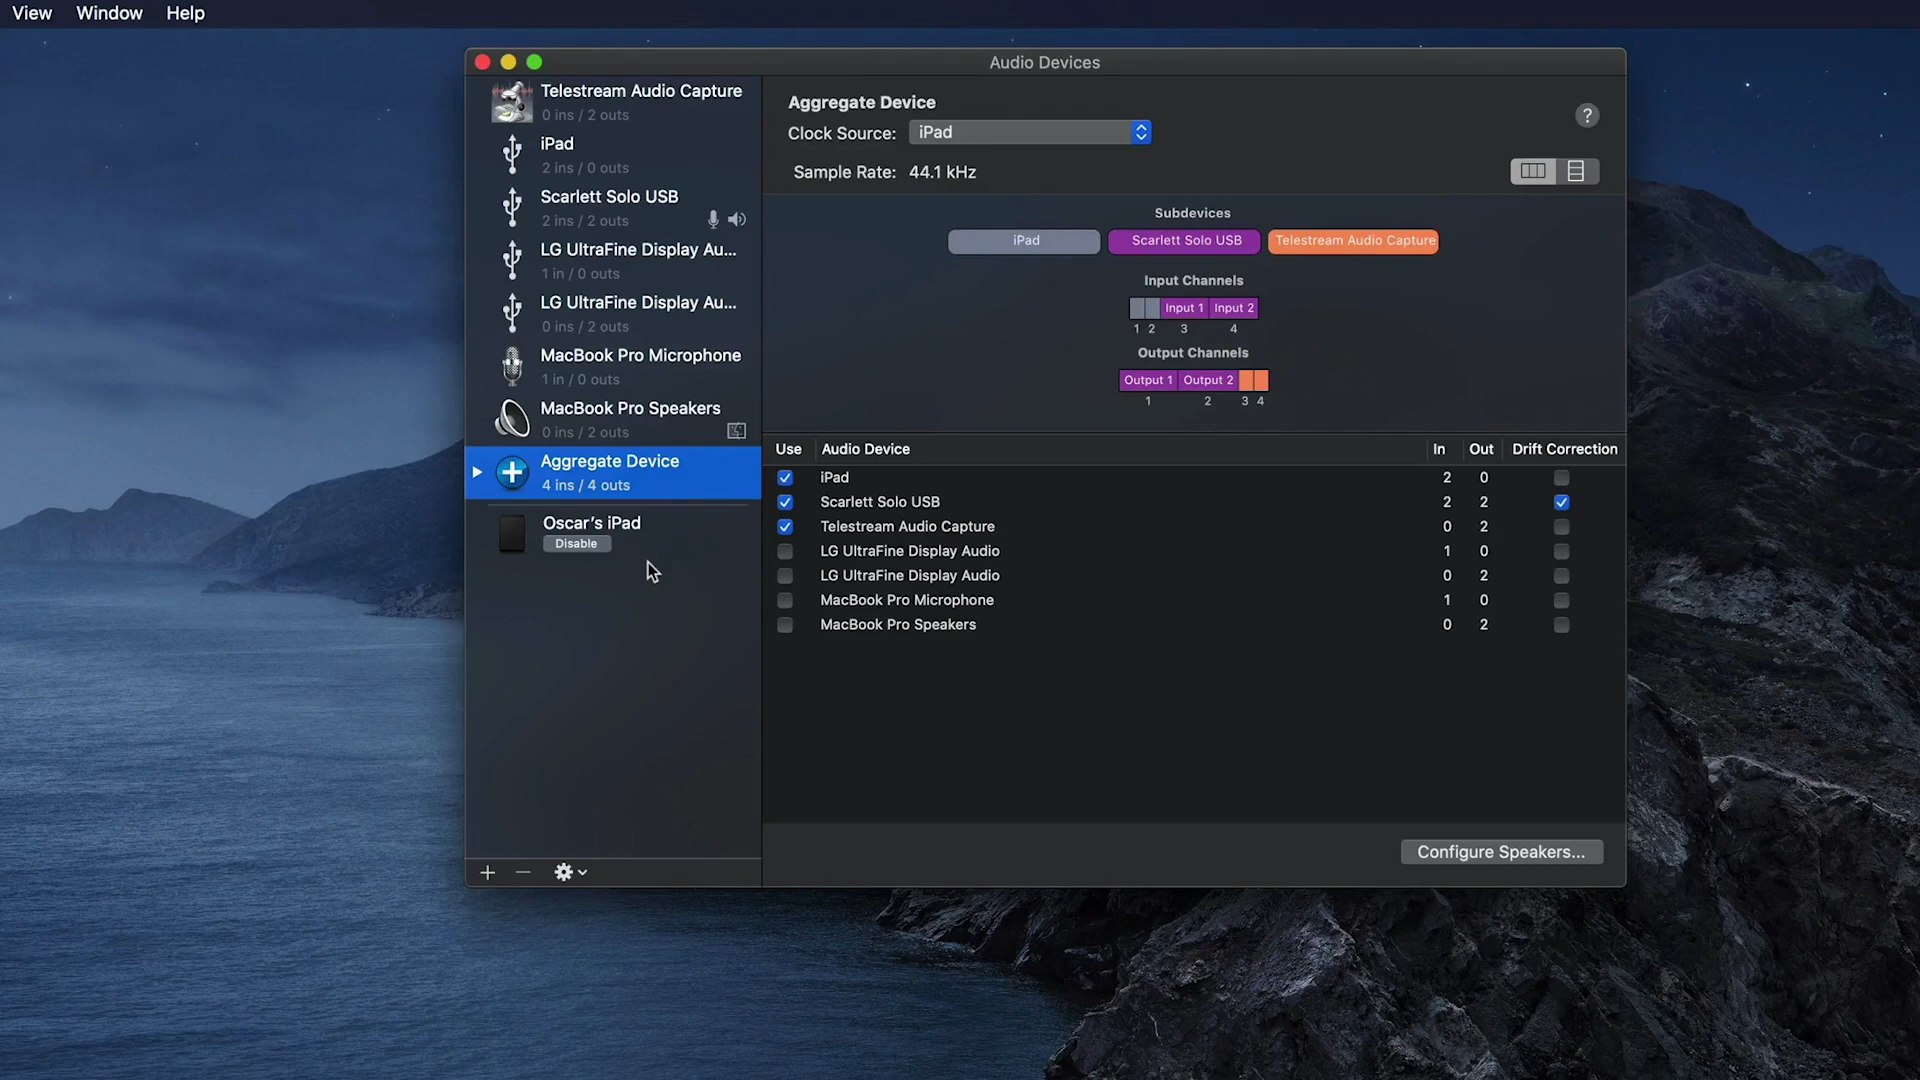 View Window Help
Audio Devices
Telestream Audio Capture
0 ins / 2 outs
iPad
2 ins / 0 outs
Scarlett Solo USB
2 ins / 2 outs
LG UltraFine Display Au...
1 in / 0 outs
LG UltraFine Display Au...
0 ins / 2 outs
MacBook Pro Microphone
1 in / 0 outs
MacBook Pro Speakers
0 ins / 2 outs
Aggregate Device
4 ins / 4 outs
Oscar's iPad
Disable
Aggregate Device
?
Clock Source: iPad
Sample Rate: 44.1 kHz
Subdevices
iPad Scarlett Solo USB Telestream Audio Capture
Input Channels
Input 1 Input 2
1 2 3 4
Output Channels
Output 1 Output 2
1 2 3 4
Use Audio Device In Out Drift Correction
iPad 2 0
Scarlett Solo USB 2 2
Telestream Audio Capture 0 2
LG UltraFine Display Audio 1 0
LG UltraFine Display Audio 0 2
MacBook Pro Microphone 1 0
MacBook Pro Speakers 0 2
Configure Speakers...